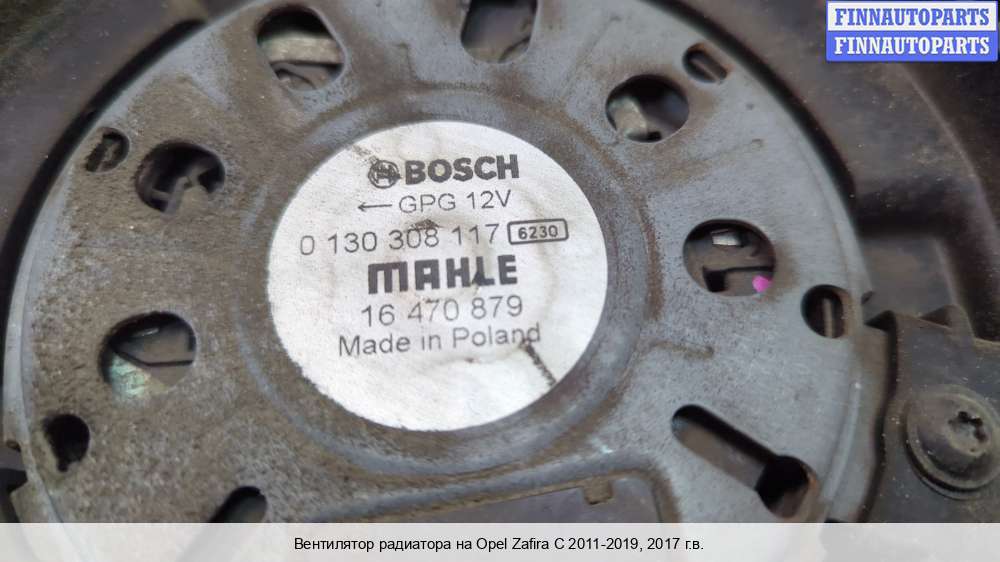 FINNAUTOPARTS
FINNAUTOPARTS
BOSCH
← GPG 12V
0 130 308 117 6230
MAHLE
16 470 879
Made in Poland
Вентилятор радиатора на Opel Zafira C 2011-2019, 2017 г.в.